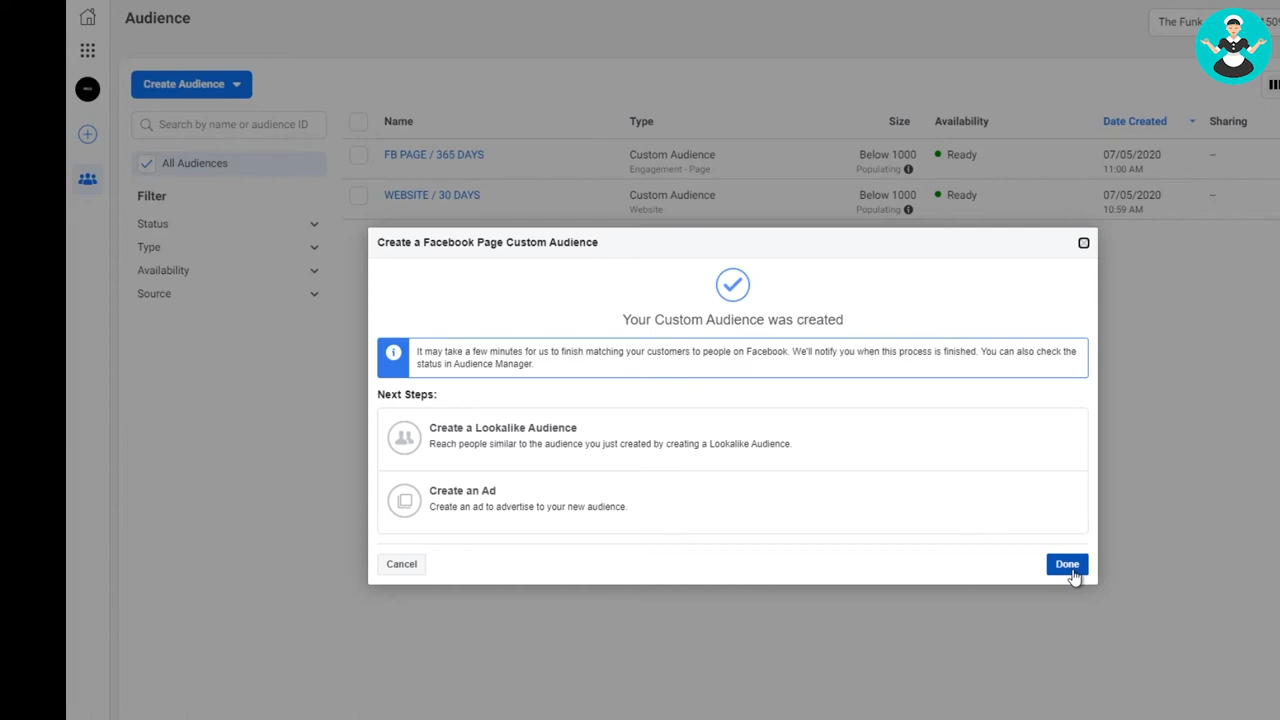 Audience
The Funk
150
Create Audience
Search by name or audience ID
All Audiences
Filter
Status
Type
Availability
Source
Name Type Size Availability Date Created Sharing
FB PAGE / 365 DAYS Custom Audience Below 1000 Ready 07/05/2020 –
Engagement - Page Populating 11:00 AM
WEBSITE / 30 DAYS Custom Audience Below 1000 Ready 07/05/2020 –
Website Populating 10:59 AM
Create a Facebook Page Custom Audience
Your Custom Audience was created
It may take a few minutes for us to finish matching your customers to people on Facebook. We'll notify you when this process is finished. You can also check the
status in Audience Manager.
Next Steps:
Create a Lookalike Audience
Reach people similar to the audience you just created by creating a Lookalike Audience.
Create an Ad
Create an ad to advertise to your new audience.
Cancel
Done